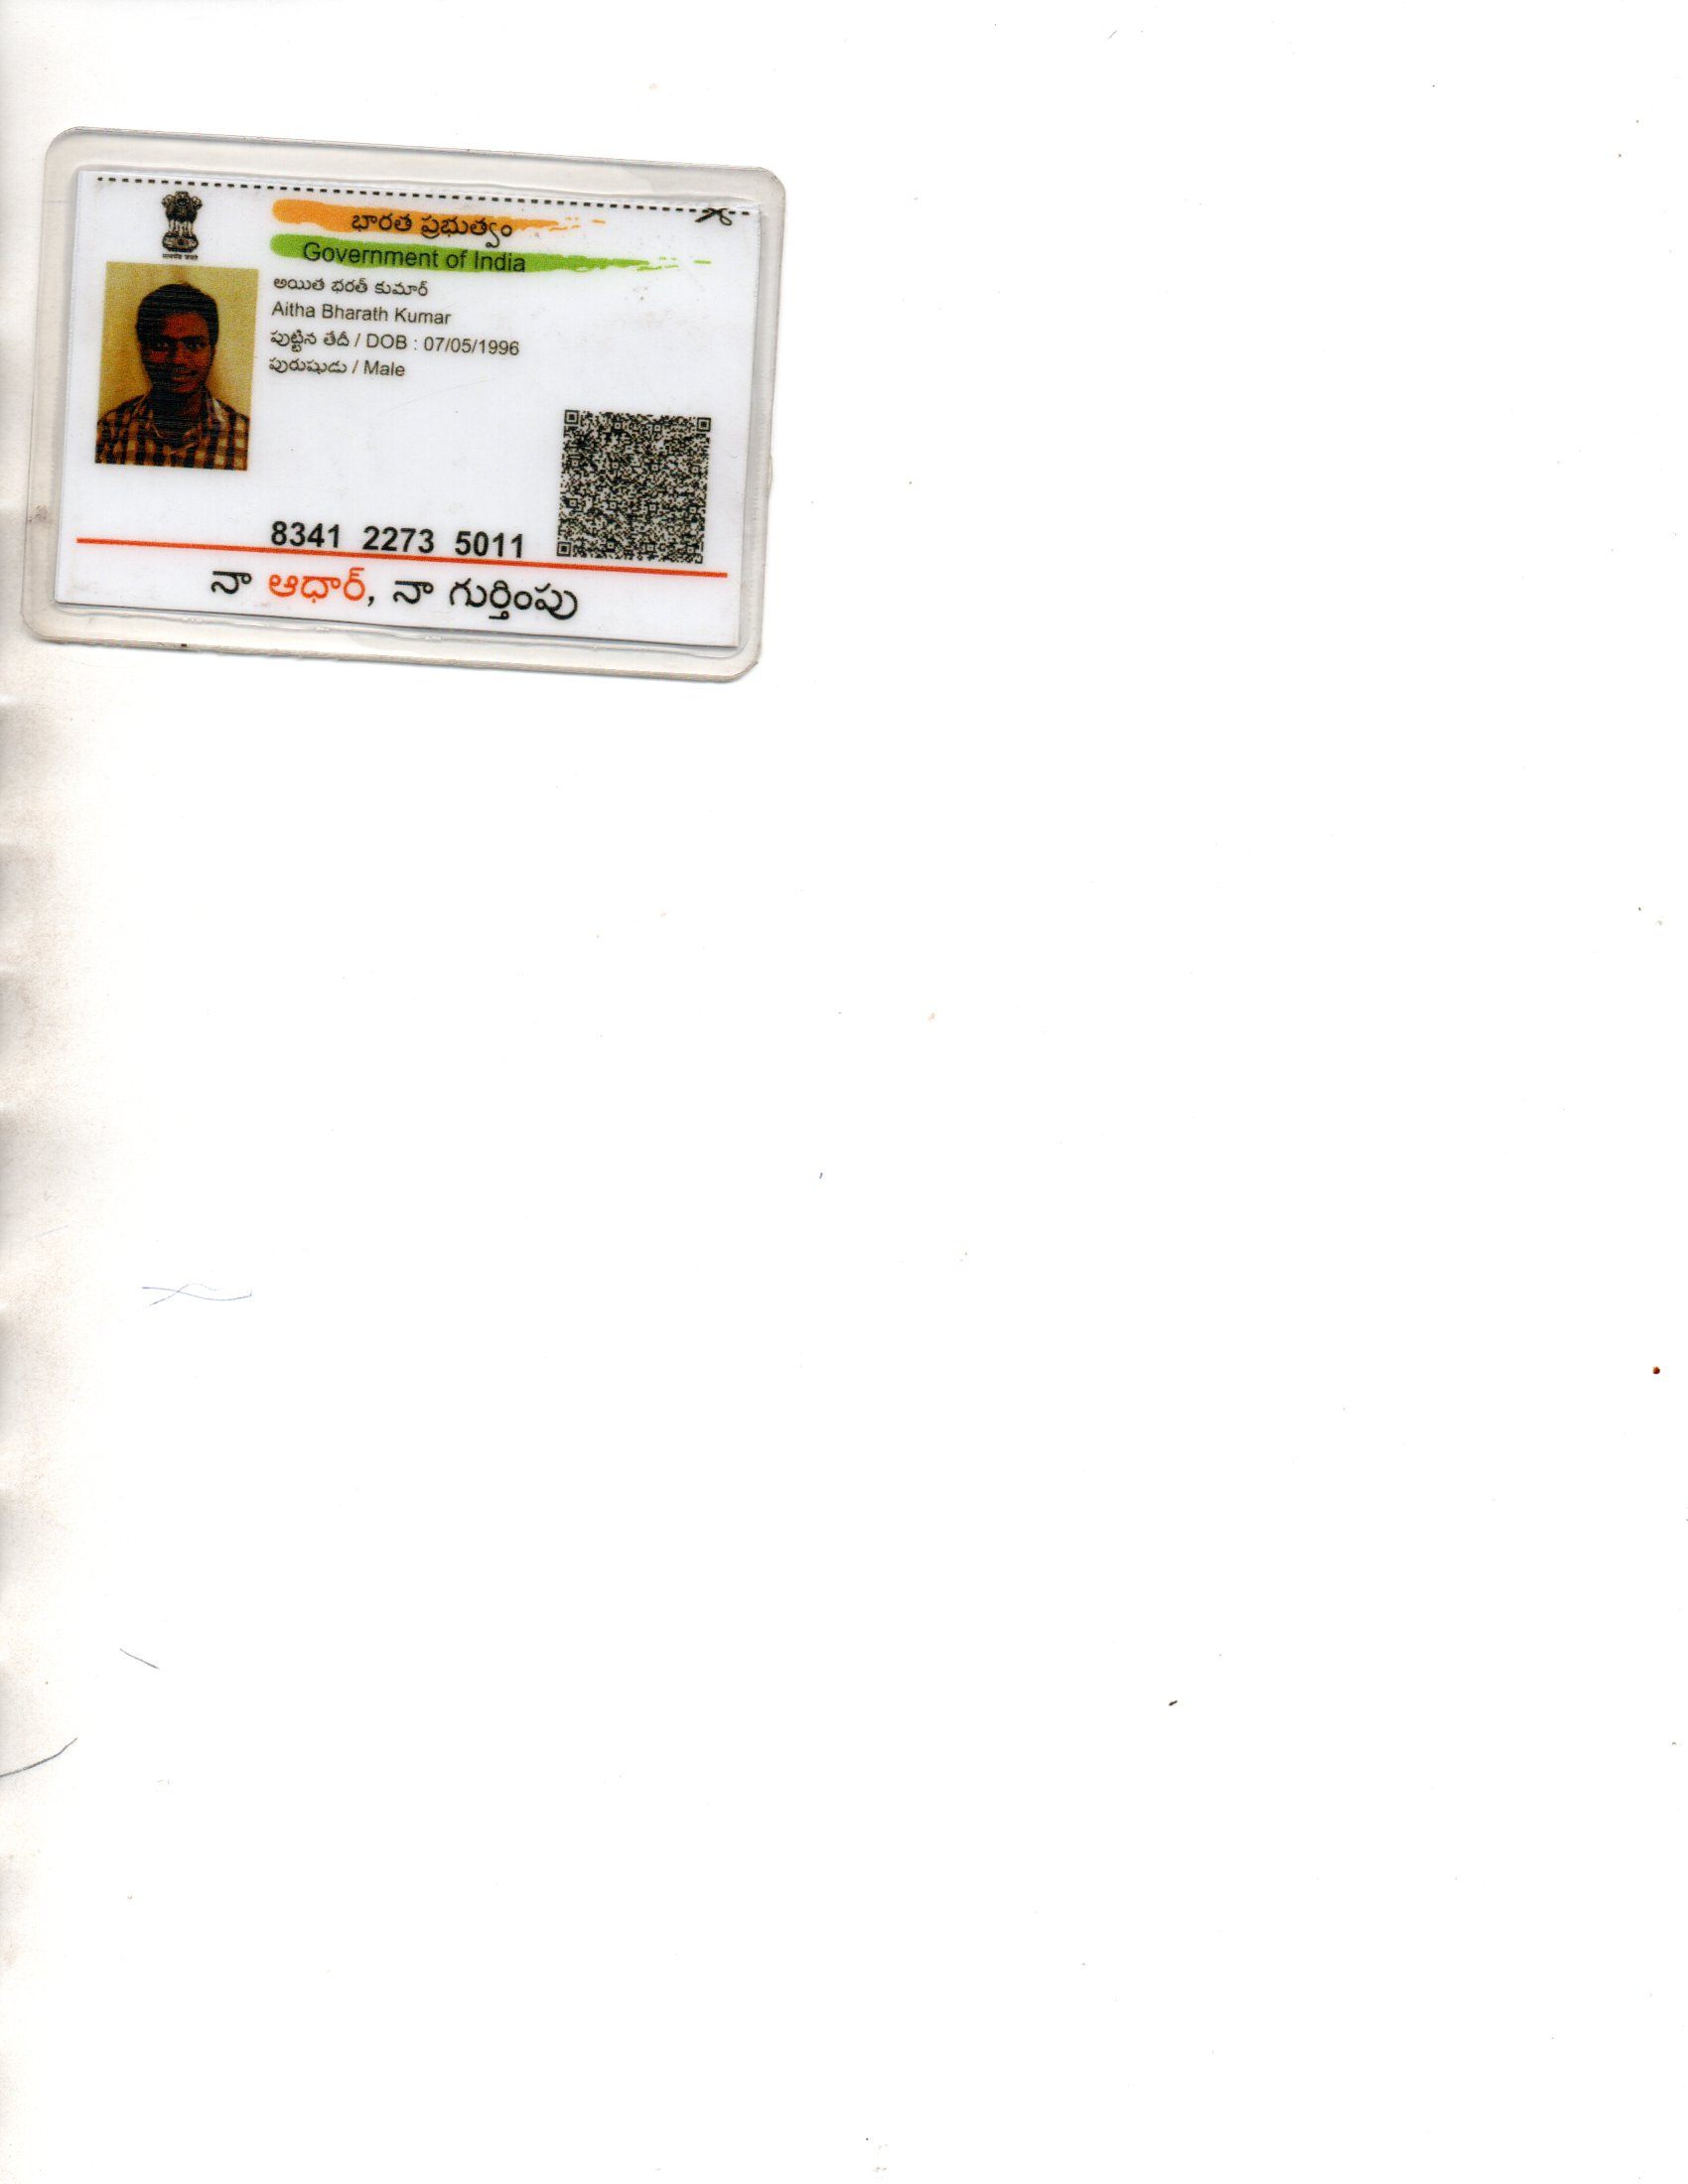 భారత ప్రభుత్వం
Government of India
అయిత భరత్ కుమార్
Aitha Bharath Kumar
పుట్టిన తేదీ / DOB : 07/05/1996
పురుషుడు / Male
8341 2273 5011
నా ఆధార్, నా గుర్తింపు